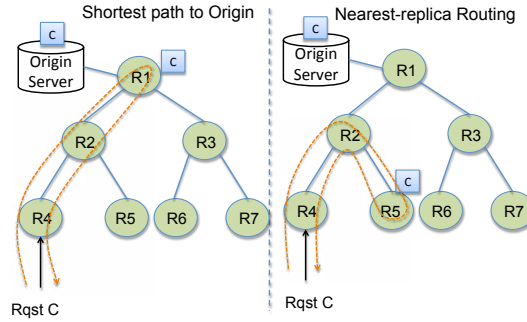 Shortest path to Origin
C
Origin
Server
C
R1
R2
R3
R4
R5
R6
R7
Rqst C
Nearest-replica Routing
C
Origin
Server
R1
R2
R3
C
R4
R5
R6
R7
Rqst C